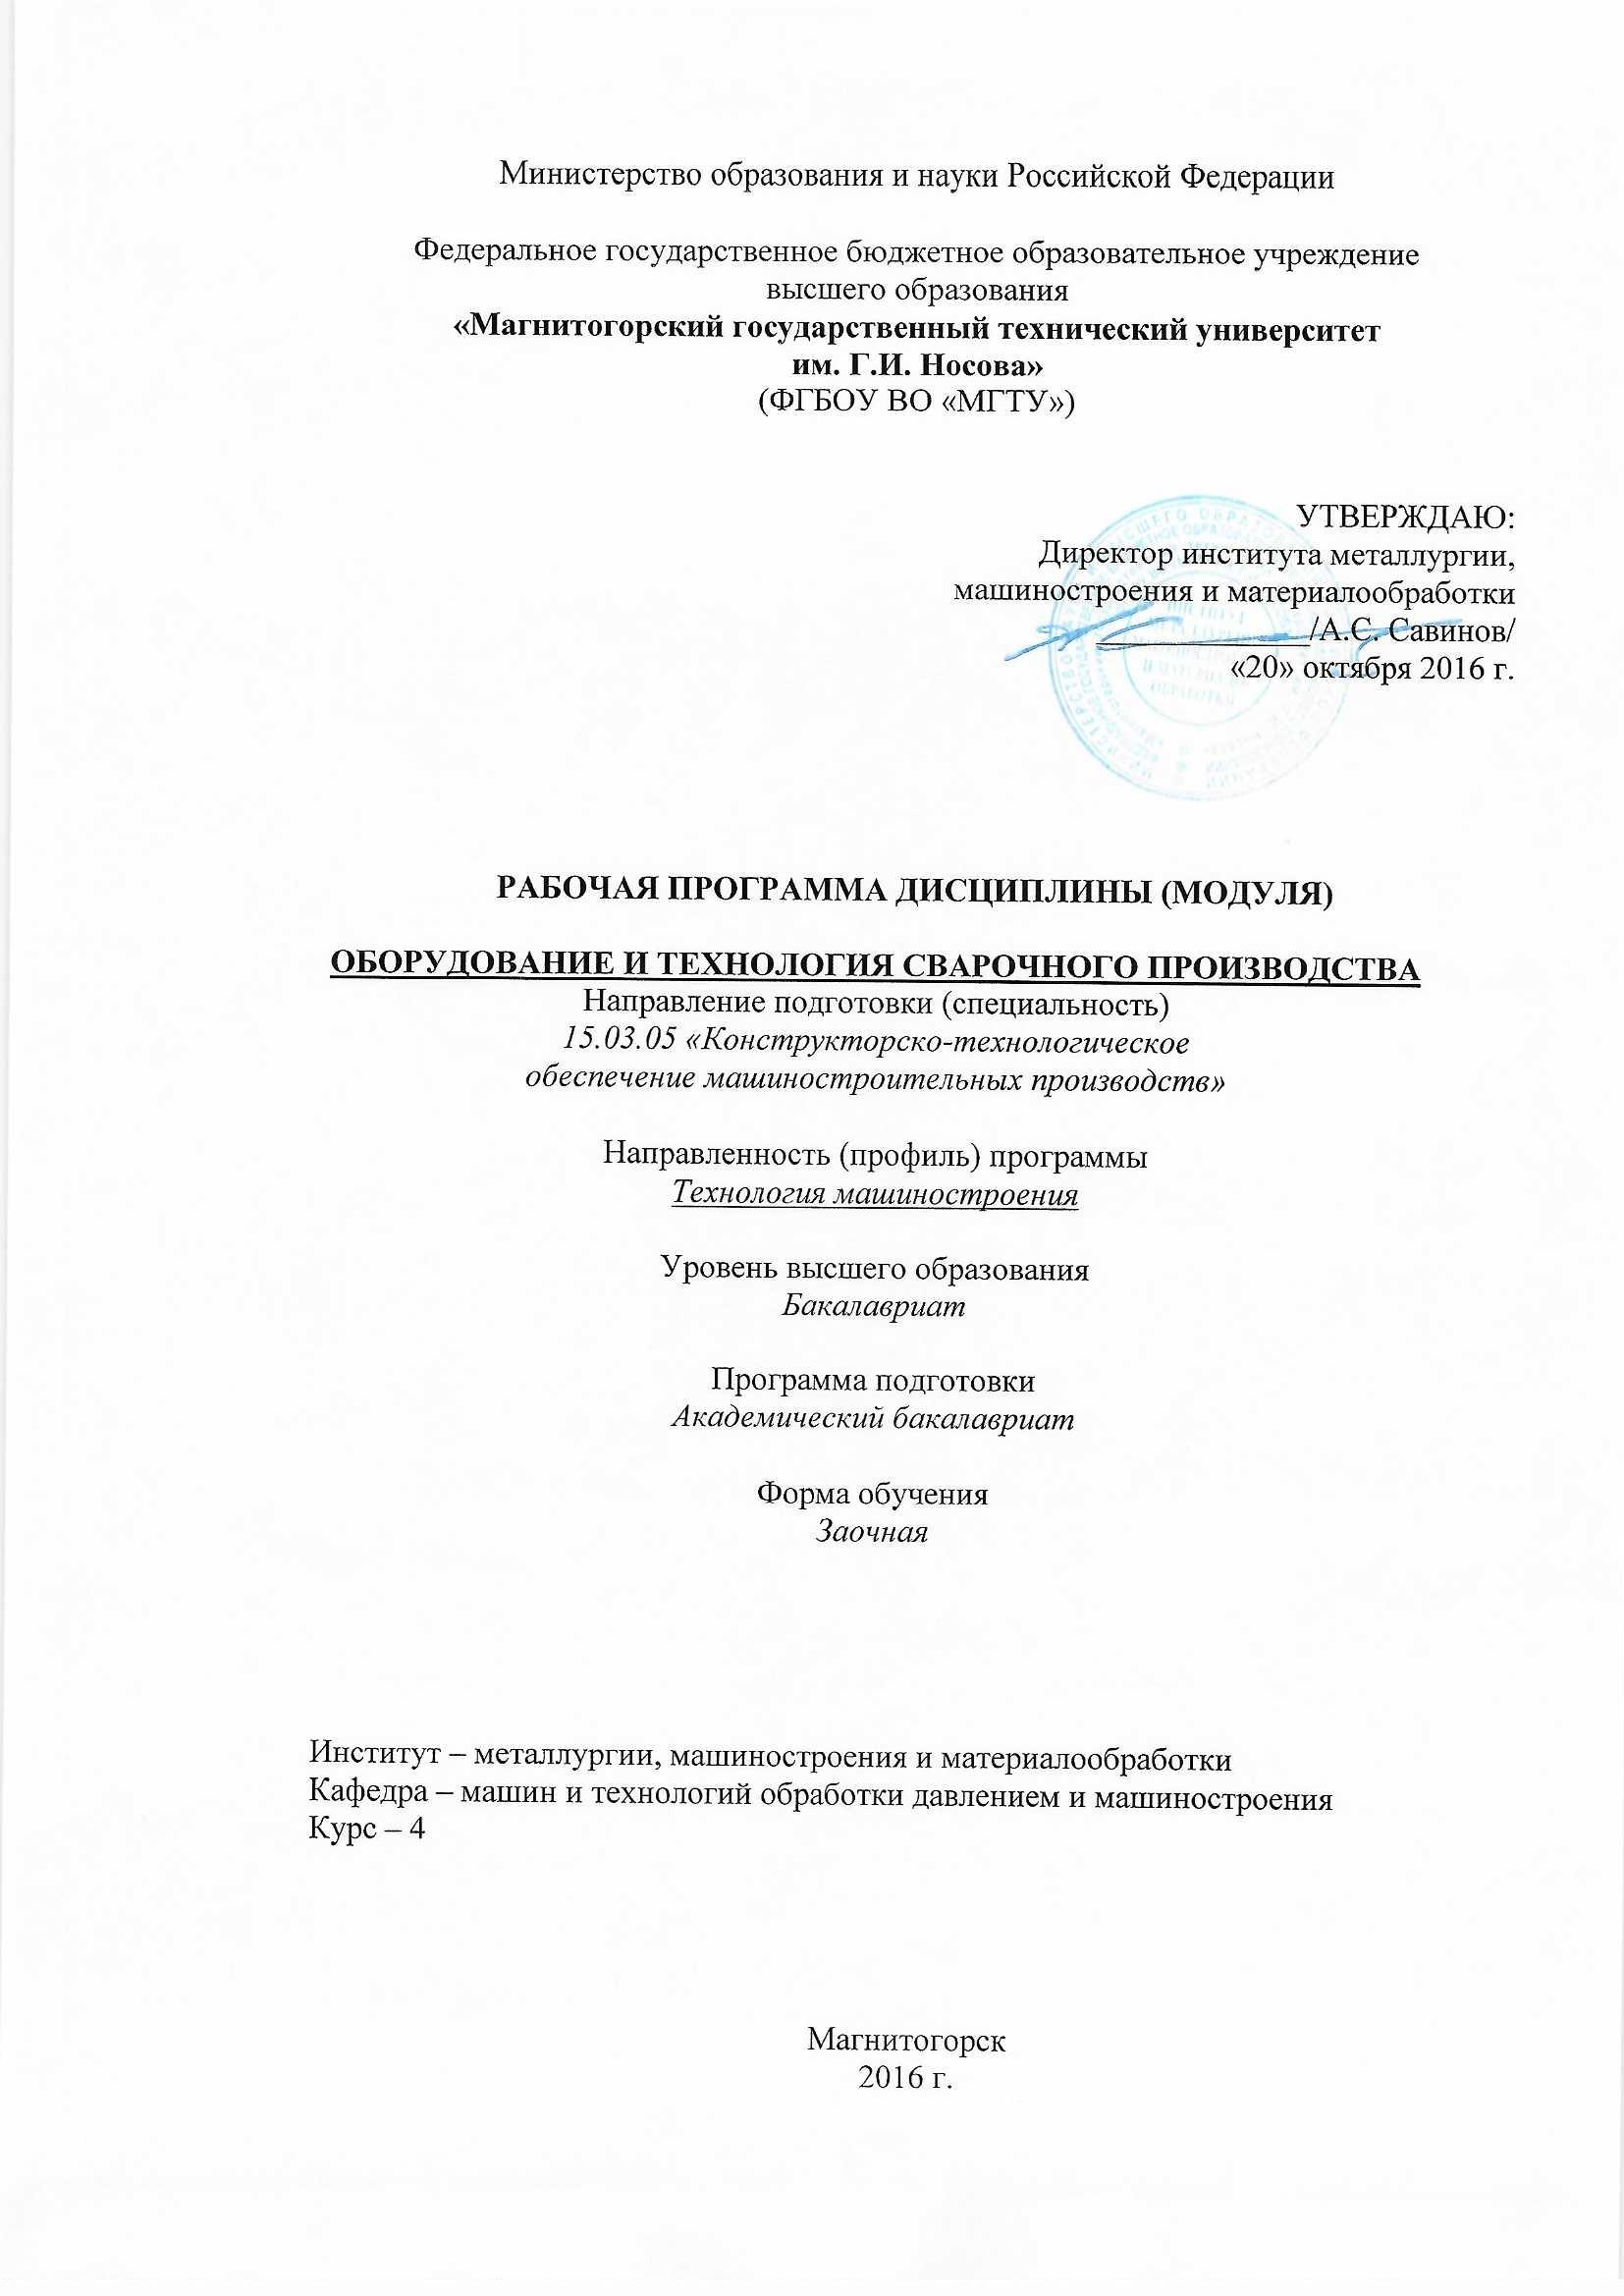 Министерство образования и науки Российской Федерации
Федеральное государственное бюджетное образовательное учреждение
высшего образования
«Магнитогорский государственный технический университет
им. Г.И. Носова»
(ФГБОУ ВО «МГТУ»)
УТВЕРЖДАЮ:
Директор института металлургии,
машиностроения и материалообработки
/А.С. Савинов/
«20» октября 2016 г.
РАБОЧАЯ ПРОГРАММА ДИСЦИПЛИНЫ (МОДУЛЯ)
ОБОРУДОВАНИЕ И ТЕХНОЛОГИЯ СВАРОЧНОГО ПРОИЗВОДСТВА
Направление подготовки (специальность)
15.03.05 «Конструкторско-технологическое
обеспечение машиностроительных производств»
Направленность (профиль) программы
Технология машиностроения
Уровень высшего образования
Бакалавриат
Программа подготовки
Академический бакалавриат
Форма обучения
Заочная
Институт – металлургии, машиностроения и материалообработки
Кафедра – машин и технологий обработки давлением и машиностроения
Курс – 4
Магнитогорск
2016 г.